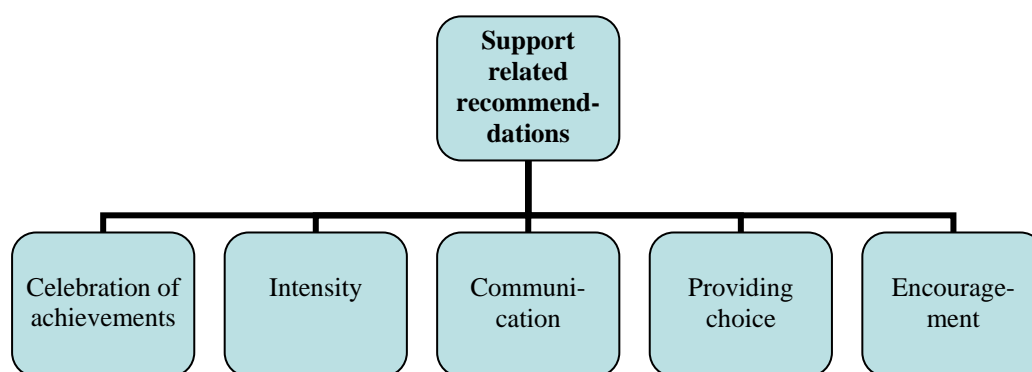 Support
related
recommend-
dations
Celebration of
achievements
Intensity
Communi-
cation
Providing
choice
Encourage-
ment